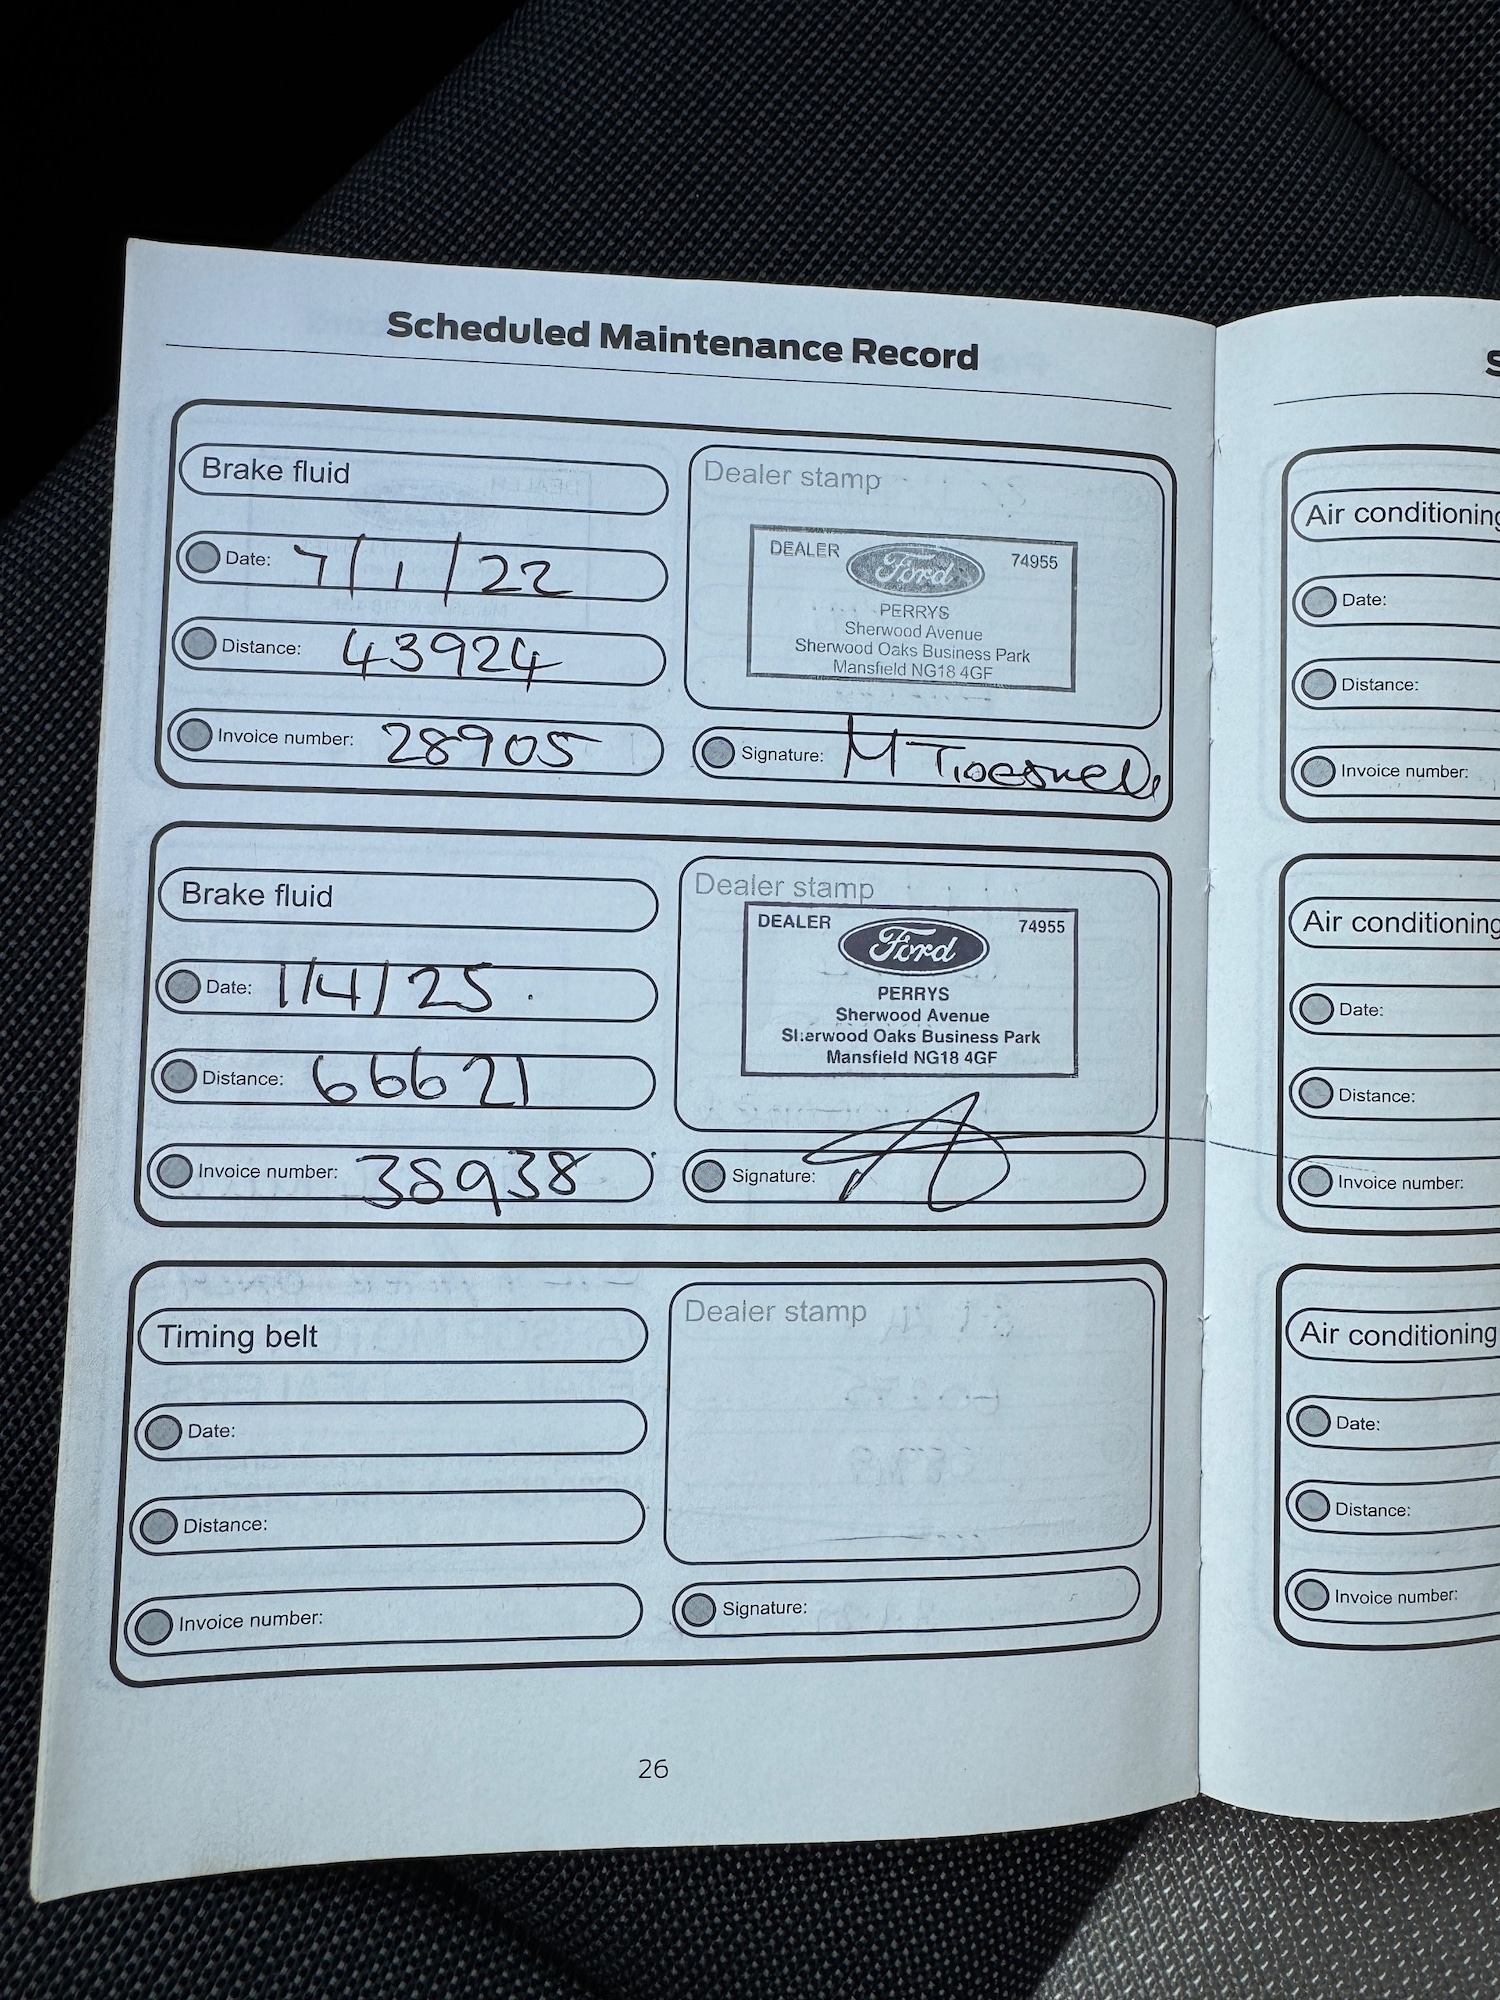 Scheduled Maintenance Record
Brake fluid
Date: 7/1/22
Distance: 43924
Invoice number: 28905
Dealer stamp
DEALER Ford 74955
PERRYS
Sherwood Avenue
Sherwood Oaks Business Park
Mansfield NG18 4GF
Signature: M
Brake fluid
Date: 1/4/25.
Distance: 66621
Invoice number: 38938
Dealer stamp
DEALER Ford 74955
PERRYS
Sherwood Avenue
Sherwood Oaks Business Park
Mansfield NG18 4GF
Signature:
Timing belt
Date:
Distance:
Invoice number:
Dealer stamp
Signature:
26
S
Air conditioning
Date:
Distance:
Invoice number:
Air conditioning
Date:
Distance:
Invoice number:
Air conditioning
Date:
Distance:
Invoice number: